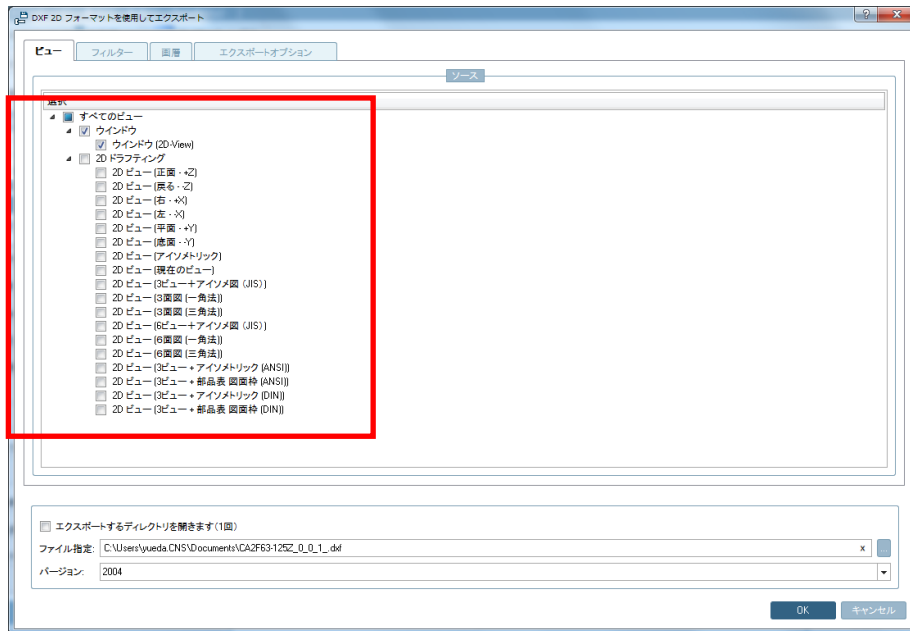 DXF 2D フォーマットを使用してエクスポート
ビュー フィルター 画層 エクスポートオプション
ソース
選択
すべてのビュー
ウインドウ
ウインドウ (2D-View)
2D ドラフティング
2D ビュー (正面 - +Z)
2D ビュー (戻る - -Z)
2D ビュー (右 - +X)
2D ビュー (左 - -X)
2D ビュー (平面 - +Y)
2D ビュー (底面 - -Y)
2D ビュー (アイソメトリック)
2D ビュー (現在のビュー)
2D ビュー (3ビュー＋アイソメ図 (JIS))
2D ビュー (3面図 (一角法))
2D ビュー (3面図 (三角法))
2D ビュー (6ビュー＋アイソメ図 (JIS))
2D ビュー (6面図 (一角法))
2D ビュー (6面図 (三角法))
2D ビュー (3ビュー + アイソメトリック (ANSI))
2D ビュー (3ビュー + 部品表 図面枠 (ANSI))
2D ビュー (3ビュー + アイソメトリック (DIN))
2D ビュー (3ビュー + 部品表 図面枠 (DIN))
エクスポートするディレクトリを開きます(1回)
ファイル指定: C:\Users\yueda.CNS\Documents\CA2F63-125Z_0_0_1_.dxf x ...
バージョン: 2004
OK キャンセル